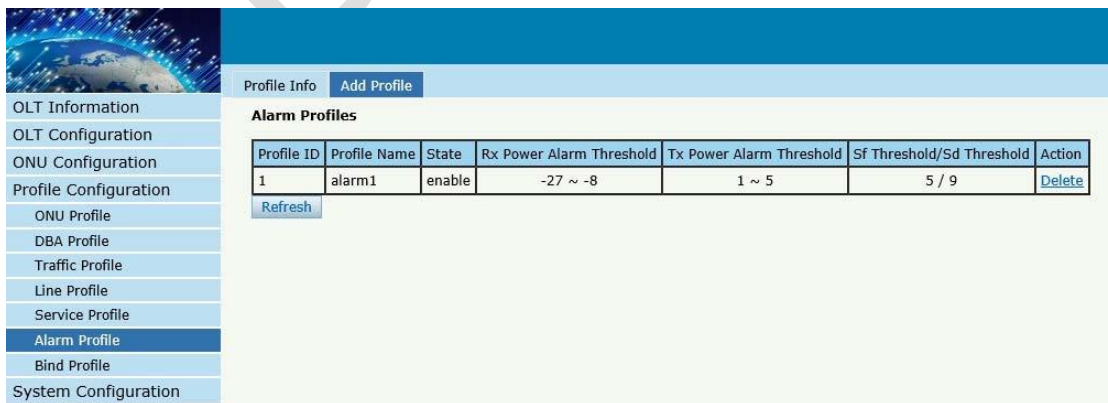 Profile Info Add Profile
OLT Information
OLT Configuration
ONU Configuration
Profile Configuration
ONU Profile
DBA Profile
Traffic Profile
Line Profile
Service Profile
Alarm Profile
Bind Profile
System Configuration
Alarm Profiles
Profile ID Profile Name State Rx Power Alarm Threshold Tx Power Alarm Threshold Sf Threshold/Sd Threshold Action
1 alarm1 enable -27 ~ -8 1 ~ 5 5 / 9 Delete
Refresh